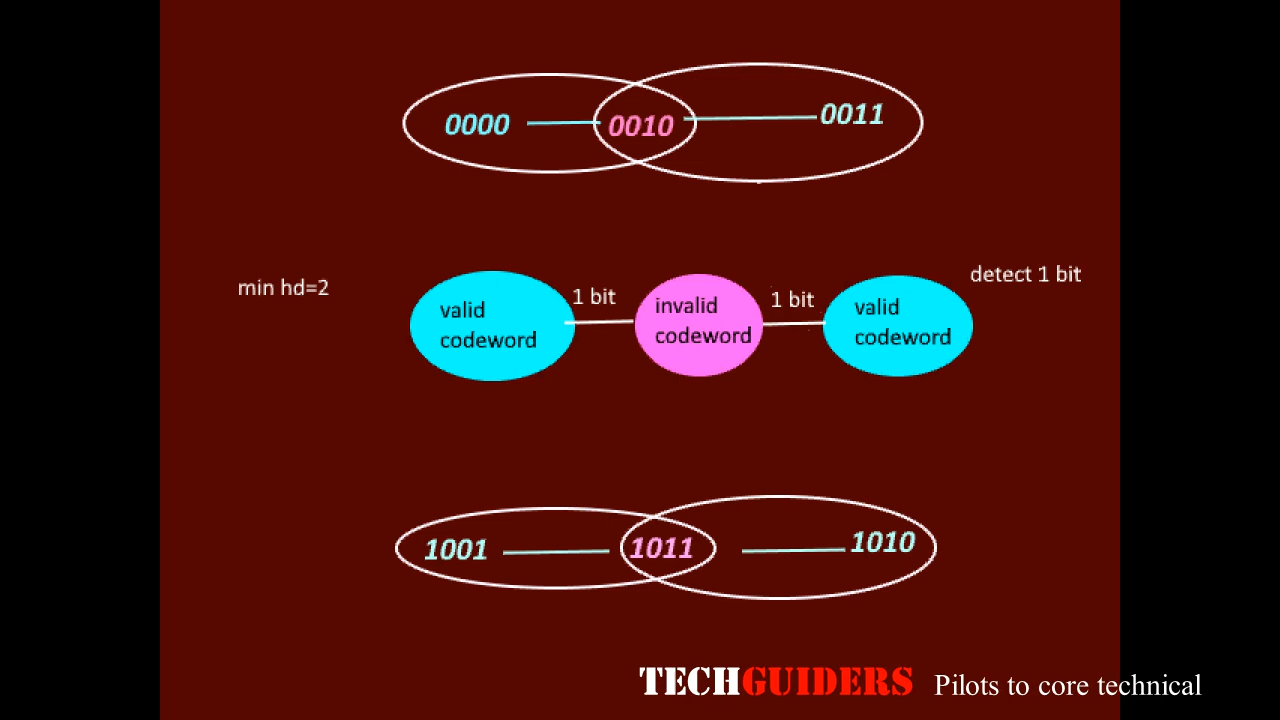 0000 0010 0011
min hd=2
valid
codeword
1 bit
invalid
codeword
1 bit
valid
codeword
detect 1 bit
1001 1011 1010
TECHGUIDERS Pilots to core technical